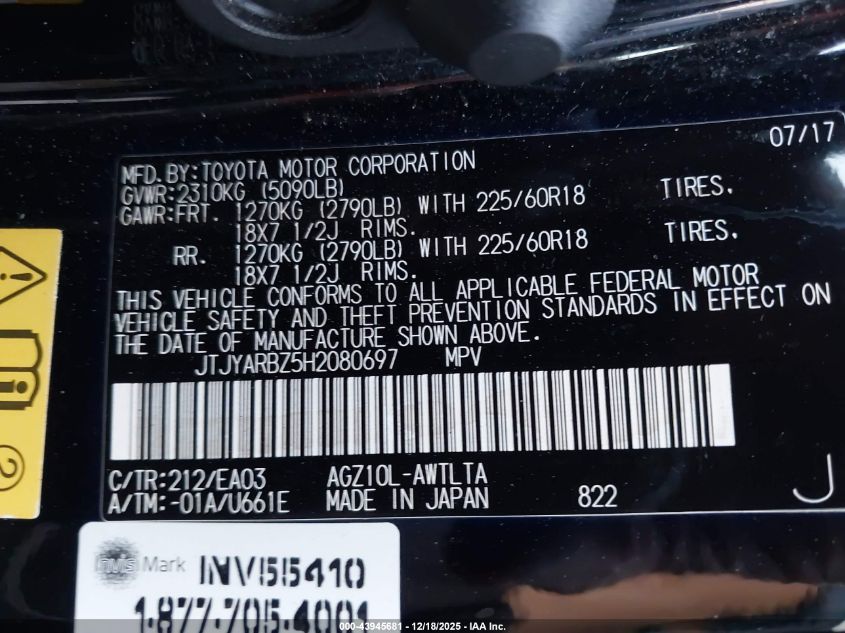 07/17
MFD.BY:TOYOTA MOTOR CORPORATION
GVWR:2310KG (5090LB)
GAWR:FRT. 1270KG (2790LB) WITH 225/60R18 TIRES.
18X7 1/2J RIMS.
RR. 1270KG (2790LB) WITH 225/60R18 TIRES.
18X7 1/2J RIMS.
THIS VEHICLE CONFORMS TO ALL APPLICABLE FEDERAL MOTOR
VEHICLE SAFETY AND THEFT PREVENTION STANDARDS IN EFFECT ON
THE DATE OF MANUFACTURE SHOWN ABOVE.
JTJYARBZ5H2080697 MPV
C/TR:212/EA03 AGZ10L-AWTLTA
A/TM:-01A/U661E MADE IN JAPAN 822
J
2
invis Mark INV55410
1-877-705-4001
000-43945681 - 12/18/2025 - IAA Inc.